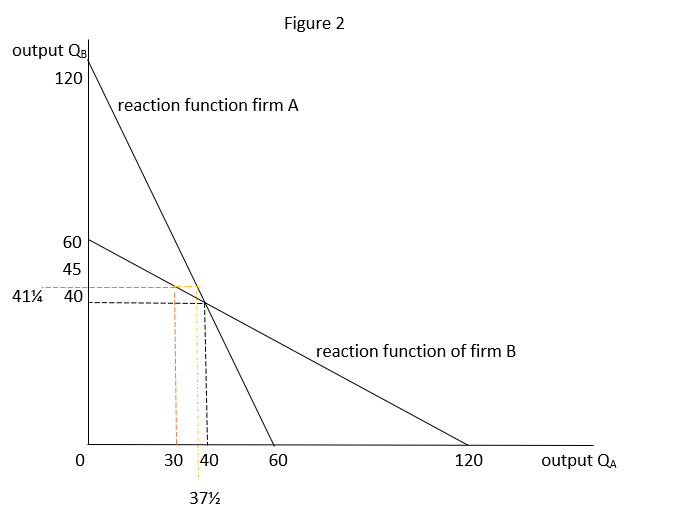 Figure 2
output QB
120
reaction function firm A
60
45
41¼ 40
reaction function of firm B
0 30 40 60 120 output QA
37½